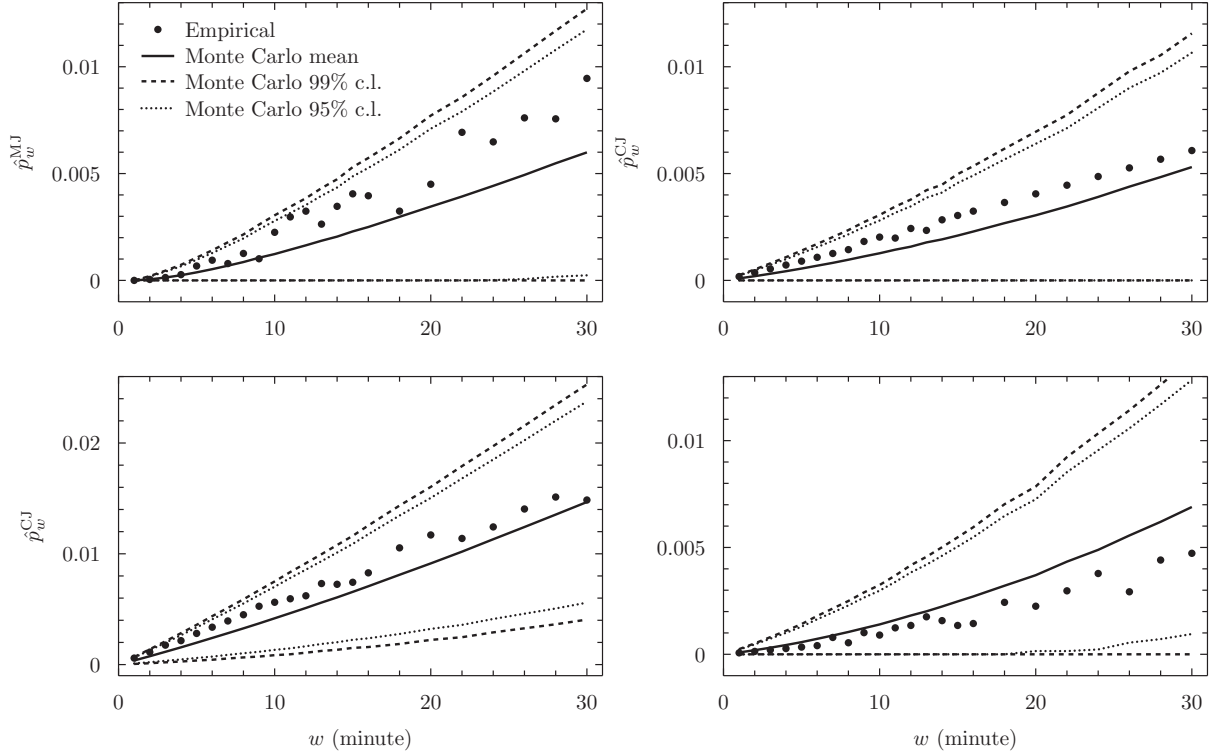 Empirical
Monte Carlo mean
Monte Carlo 99% c.l.
Monte Carlo 95% c.l.
0.01
0.005
0
p̂_w^MJ
0 10 20 30
0.01
0.005
0
p̂_w^CJ
0 10 20 30
0.02
0.01
0
p̂_w^CJ
0 10 20 30
w (minute)
0.01
0.005
0
0 10 20 30
w (minute)